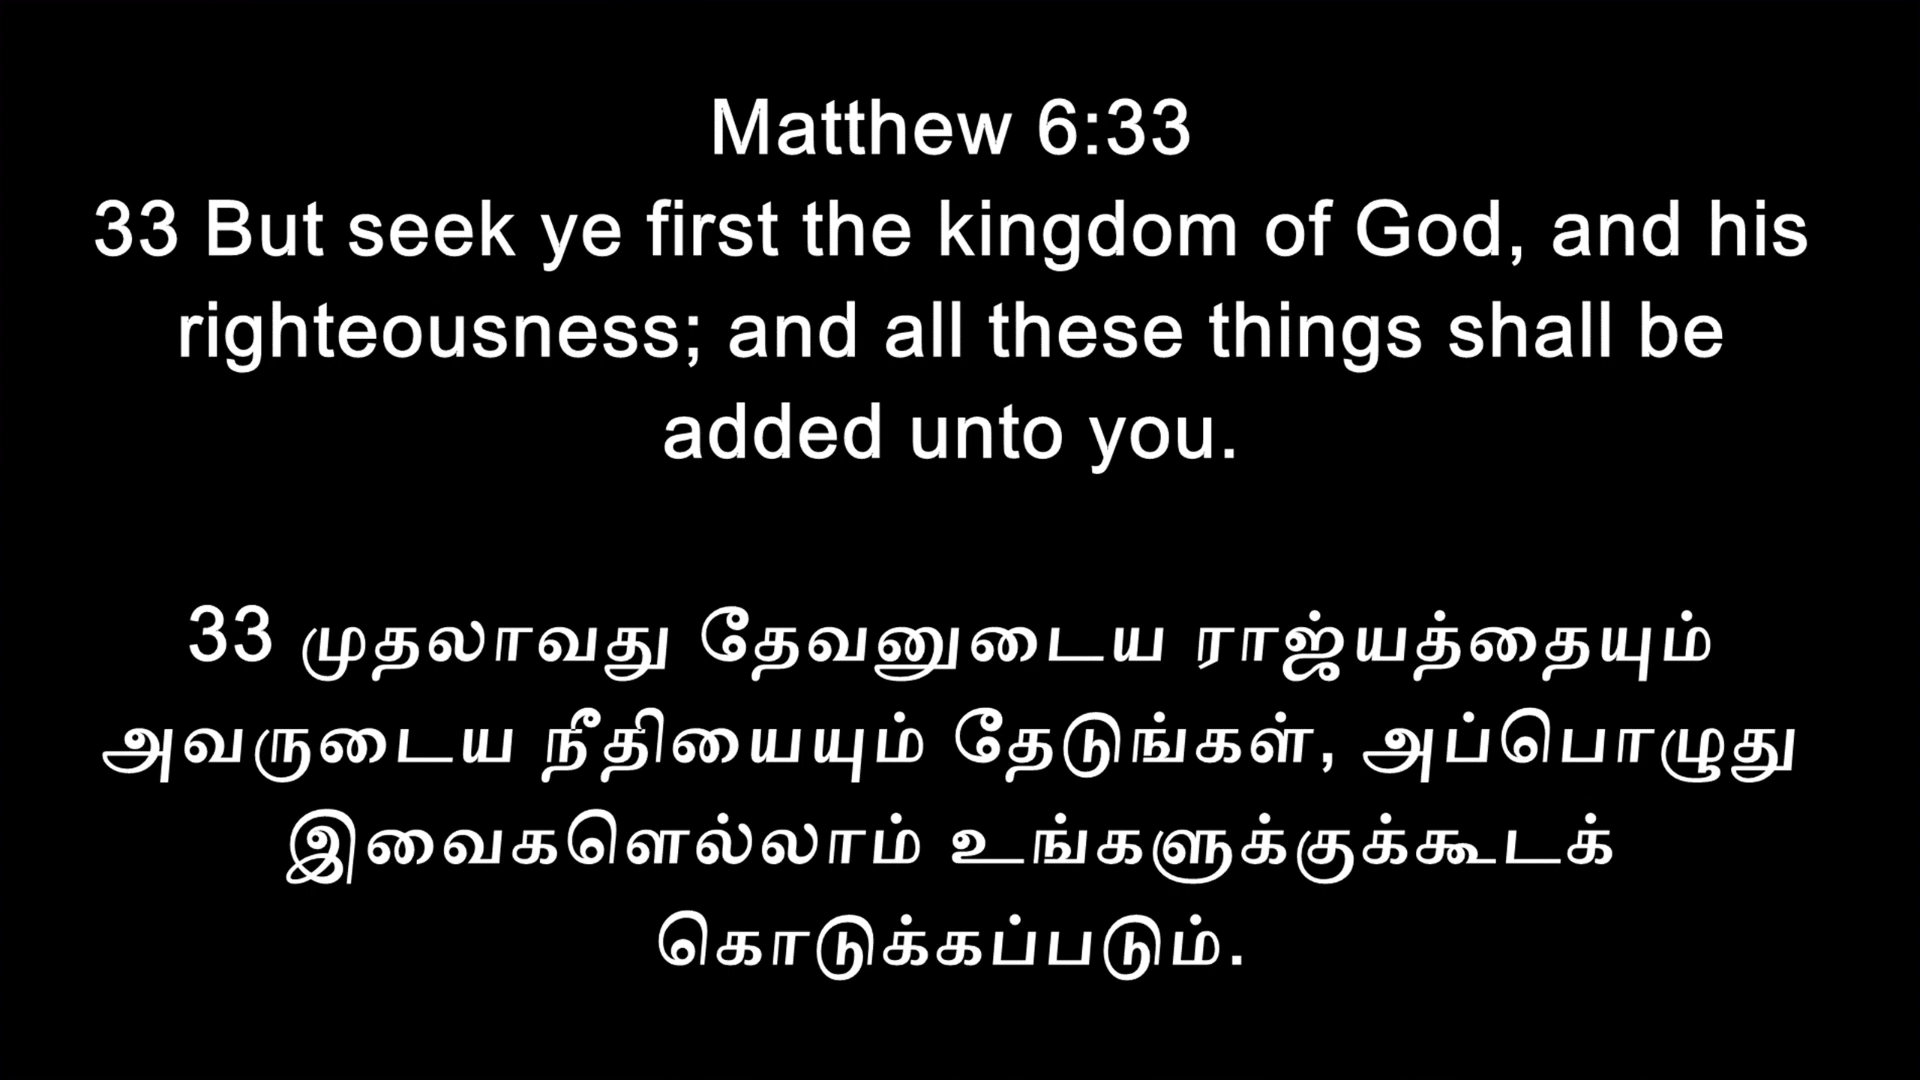 Matthew 6:33
33 But seek ye first the kingdom of God, and his
righteousness; and all these things shall be
added unto you.
33 முதலாவது தேவனுடைய ராஜ்யத்தையும்
அவருடைய நீதியையும் தேடுங்கள், அப்பொழுது
இவைகளெல்லாம் உங்களுக்குக்கூடக்
கொடுக்கப்படும்.